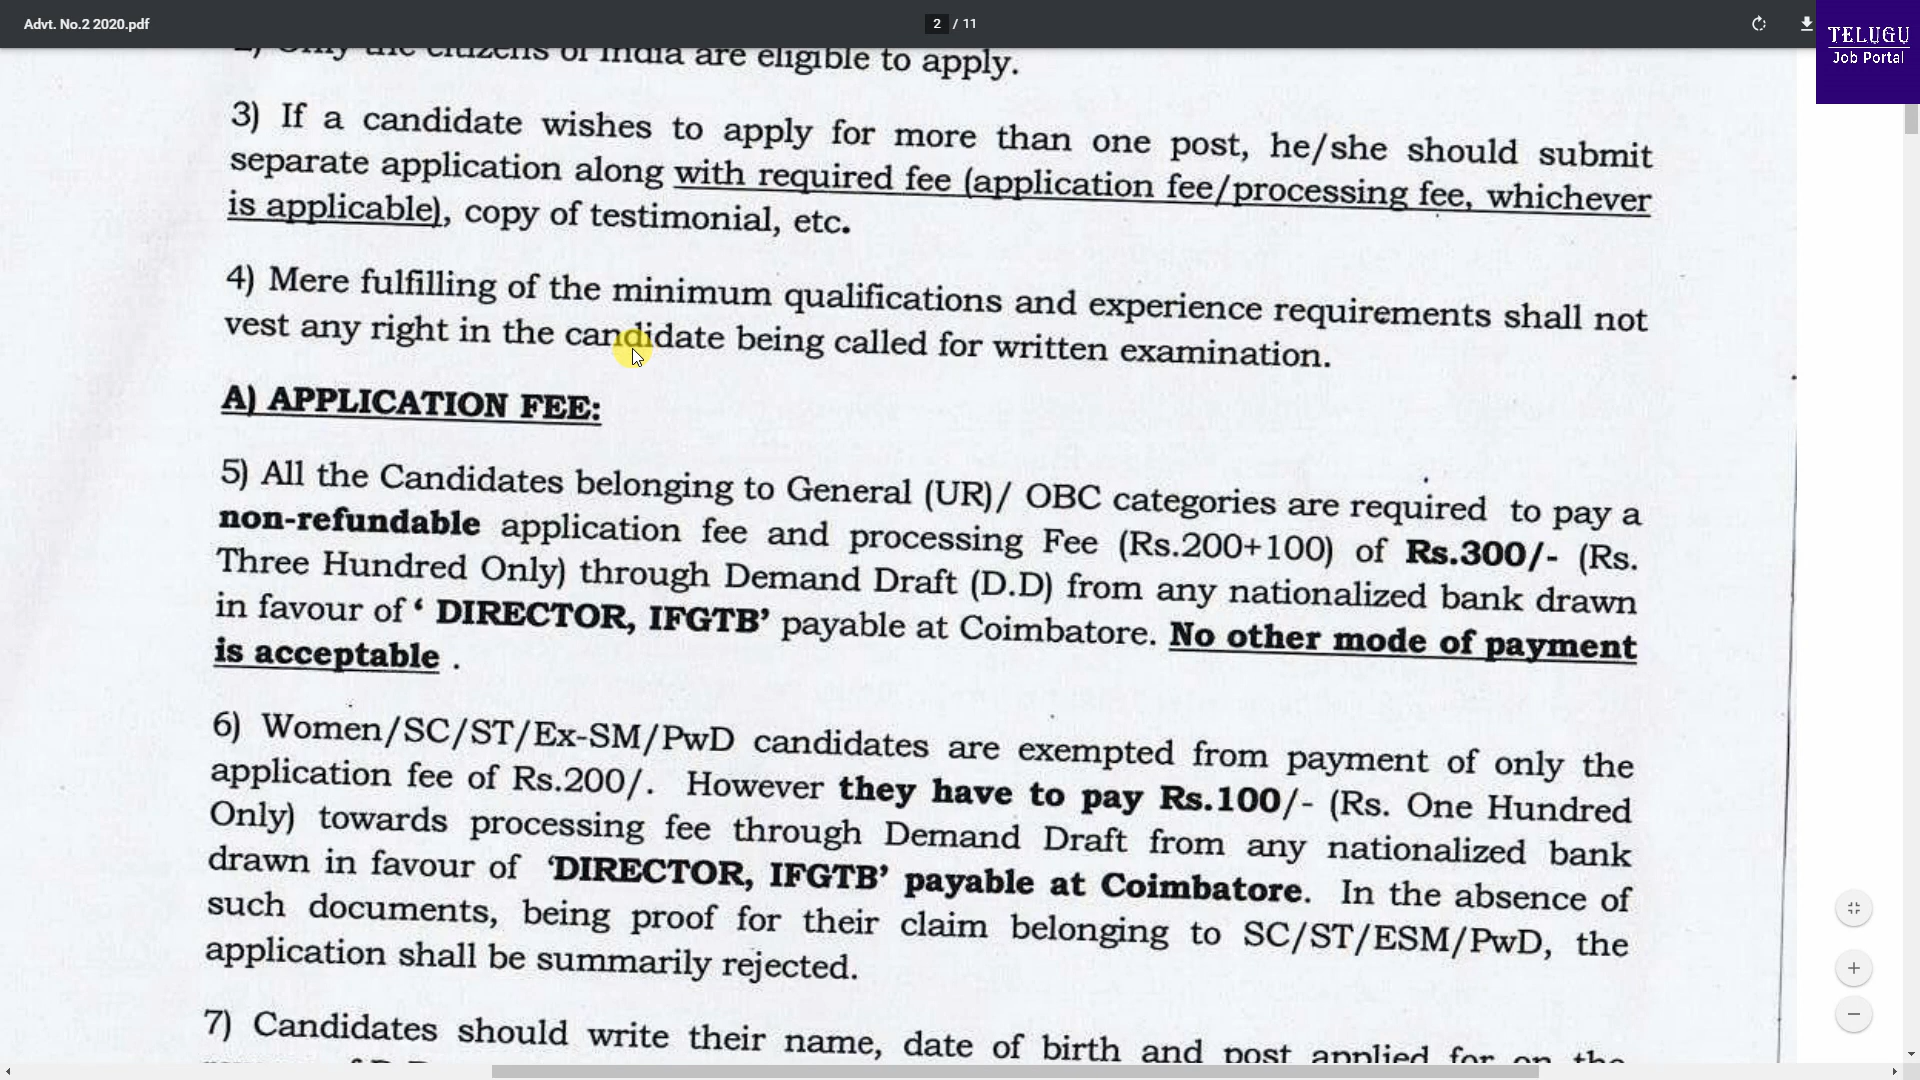 Advt. No.2 2020.pdf
2 / 11
TELUGU
Job Portal
2) Only the citizens of India are eligible to apply.
3) If a candidate wishes to apply for more than one post, he/she should submit
separate application along with required fee (application fee/processing fee, whichever
is applicable), copy of testimonial, etc.
4) Mere fulfilling of the minimum qualifications and experience requirements shall not
vest any right in the candidate being called for written examination.
A) APPLICATION FEE:
5) All the Candidates belonging to General (UR)/ OBC categories are required to pay a
non-refundable application fee and processing Fee (Rs.200+100) of Rs.300/- (Rs.
Three Hundred Only) through Demand Draft (D.D) from any nationalized bank drawn
in favour of ‘ DIRECTOR, IFGTB’ payable at Coimbatore. No other mode of payment
is acceptable .
6) Women/SC/ST/Ex-SM/PwD candidates are exempted from payment of only the
application fee of Rs.200/. However they have to pay Rs.100/- (Rs. One Hundred
Only) towards processing fee through Demand Draft from any nationalized bank
drawn in favour of ‘DIRECTOR, IFGTB’ payable at Coimbatore. In the absence of
such documents, being proof for their claim belonging to SC/ST/ESM/PwD, the
application shall be summarily rejected.
7) Candidates should write their name, date of birth and post applied for on the